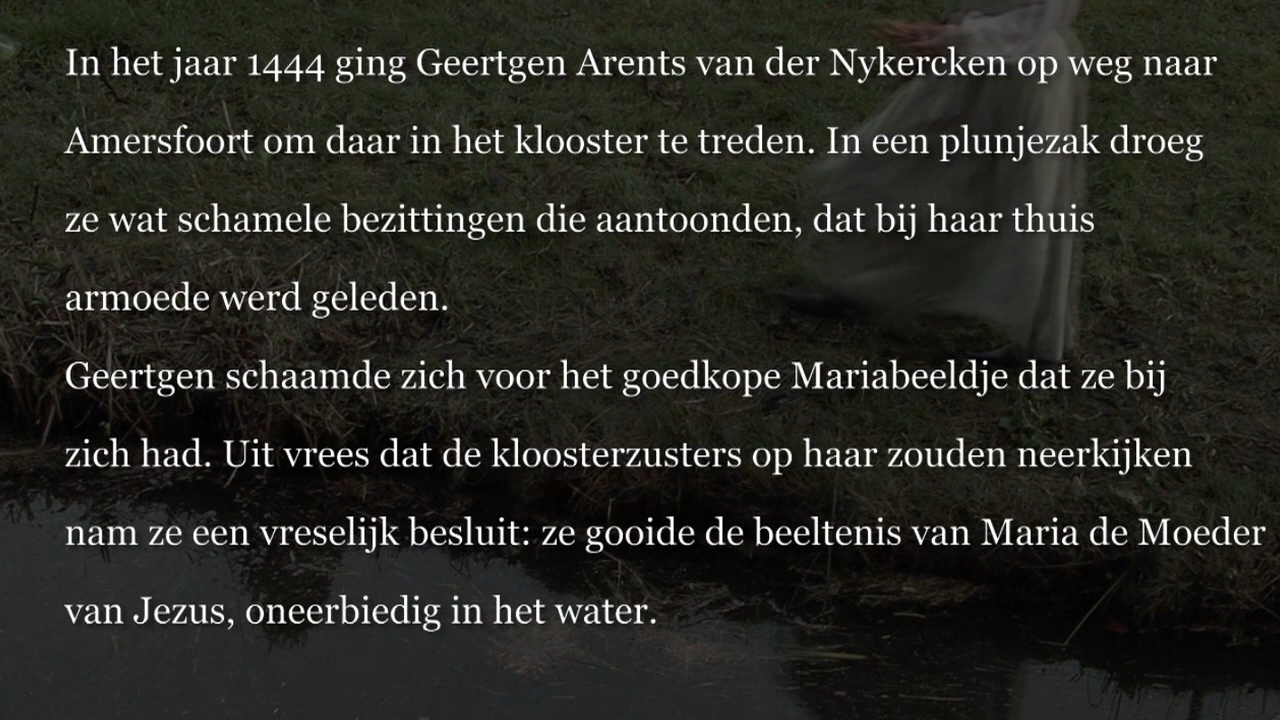 In het jaar 1444 ging Geertgen Arents van der Nykercken op weg naar
Amersfoort om daar in het klooster te treden. In een plunjezak droeg
ze wat schamele bezittingen die aantoonden, dat bij haar thuis
armoede werd geleden.
Geertgen schaamde zich voor het goedkope Mariabeeldje dat ze bij
zich had. Uit vrees dat de kloosterzusters op haar zouden neerkijken
nam ze een vreselijk besluit: ze gooide de beeltenis van Maria de Moeder
van Jezus, oneerbiedig in het water.